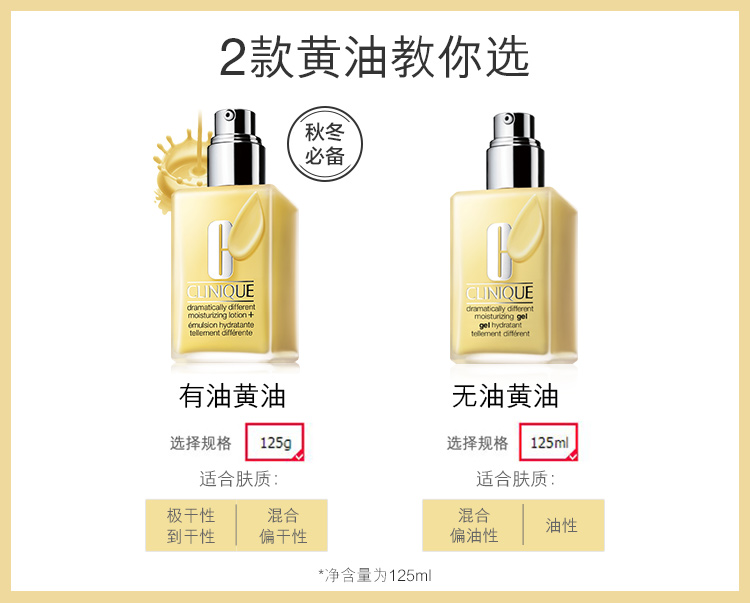 2款黄油教你选
秋冬
必备
CLINIQUE
dramatically different
moisturizing lotion+
émulsion hydratante
tellement différente
CLINIQUE
dramatically different
moisturizing gel
gel hydratant
tellement différent
有油黄油
选择规格 125g
适合肤质：
极干性
到干性
混合
偏干性
无油黄油
选择规格 125ml
适合肤质：
混合
偏油性
油性
*净含量为125ml